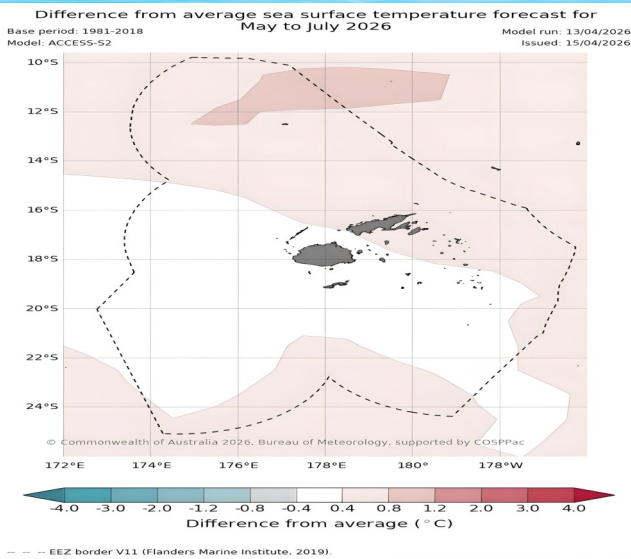 Difference from average sea surface temperature forecast for
May to July 2026
Base period: 1981-2018
Model run: 13/04/2026
Model: ACCESS-S2
Issued: 15/04/2026
10°S
12°S
14°S
16°S
18°S
20°S
22°S
24°S
© Commonwealth of Australia 2026, Bureau of Meteorology, supported by COSPPac
172°E 174°E 176°E 178°E 180° 178°W
-4.0 -3.0 -2.0 -1.2 -0.8 -0.4 0.4 0.8 1.2 2.0 3.0 4.0
Difference from average (°C)
-- -- -- EEZ border V11 (Flanders Marine Institute, 2019).